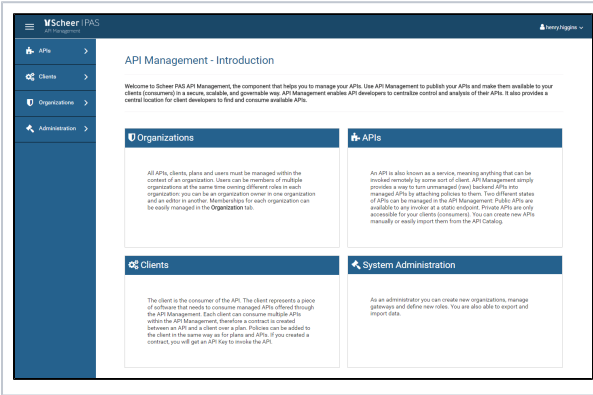 Scheer PAS
API Management
henry.higgins
APIs
Clients
Organizations
Administration
API Management - Introduction
Welcome to Scheer PAS API Management, the component that helps you to manage your APIs. Use API Management to publish your APIs and make them available to your
clients (consumers) in a secure, scalable, and governable way. API Management enables API developers to centralize control and analysis of their APIs. It also provides a
central location for client developers to find and consume available APIs.
Organizations
All APIs, clients, plans and users must be managed within the
context of an organization. Users can be members of multiple
organizations at the same time owning different roles in each
organization: you can be an organization owner in one organization
and an editor in another. Memberships for each organization can
be easily managed in the Organization tab.
APIs
An API is also known as a service, meaning anything that can be
invoked remotely by some sort of client. API Management simply
provides a way to turn unmanaged (raw) backend APIs into
managed APIs by attaching policies to them. Two different states
of APIs can be managed in the API Management: Public APIs are
available to any invoker at a static endpoint. Private APIs are only
accessible for your clients (consumers). You can create new APIs
manually or easily import them from the API Catalog.
Clients
The client is the consumer of the API. The client represents a piece
of software that needs to consume managed APIs offered through
the API Management. Each client can consume multiple APIs
within the API Management, therefore a contract is created
between an API and a client over a plan. Policies can be added to
the client in the same way as for plans and APIs. If you created a
contract, you will get an API Key to invoke the API.
System Administration
As an administrator you can create new organizations, manage
gateways and define new roles. You are also able to export and
import data.